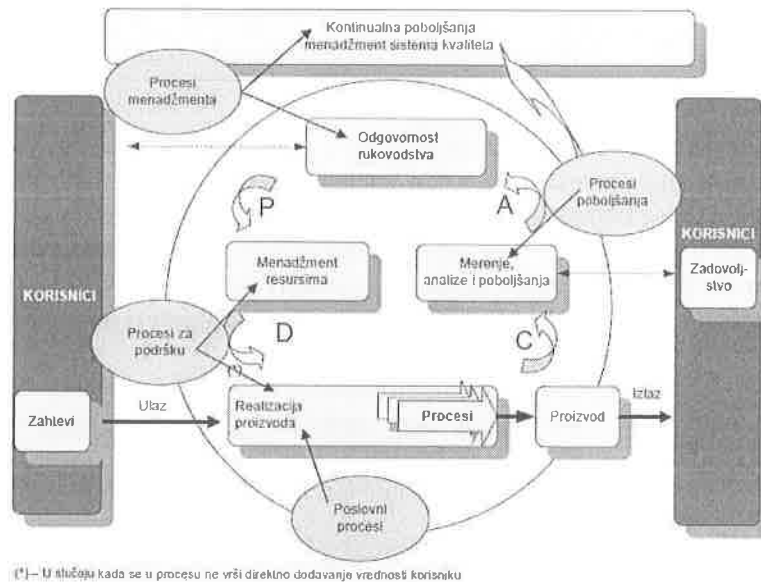 Kontinualna poboljšanja
menadžment sistema kvaliteta
Procesi
menadžmenta
Odgovornost
rukovodstva
P
A
Procesi
poboljšanja
KORISNICI
KORISNICI
Menadžment
resursima
Merenje,
analize i poboljšanja
Zadovolj-
stvo
Procesi za
podršku
D
C
(*)
Ulaz
Izlaz
Zahtevi
Realizacija
proizvoda
Procesi
Proizvod
Poslovni
procesi
(*) – U slučaju kada se u procesu ne vrši direktno dodavanje vrednosti korisniku